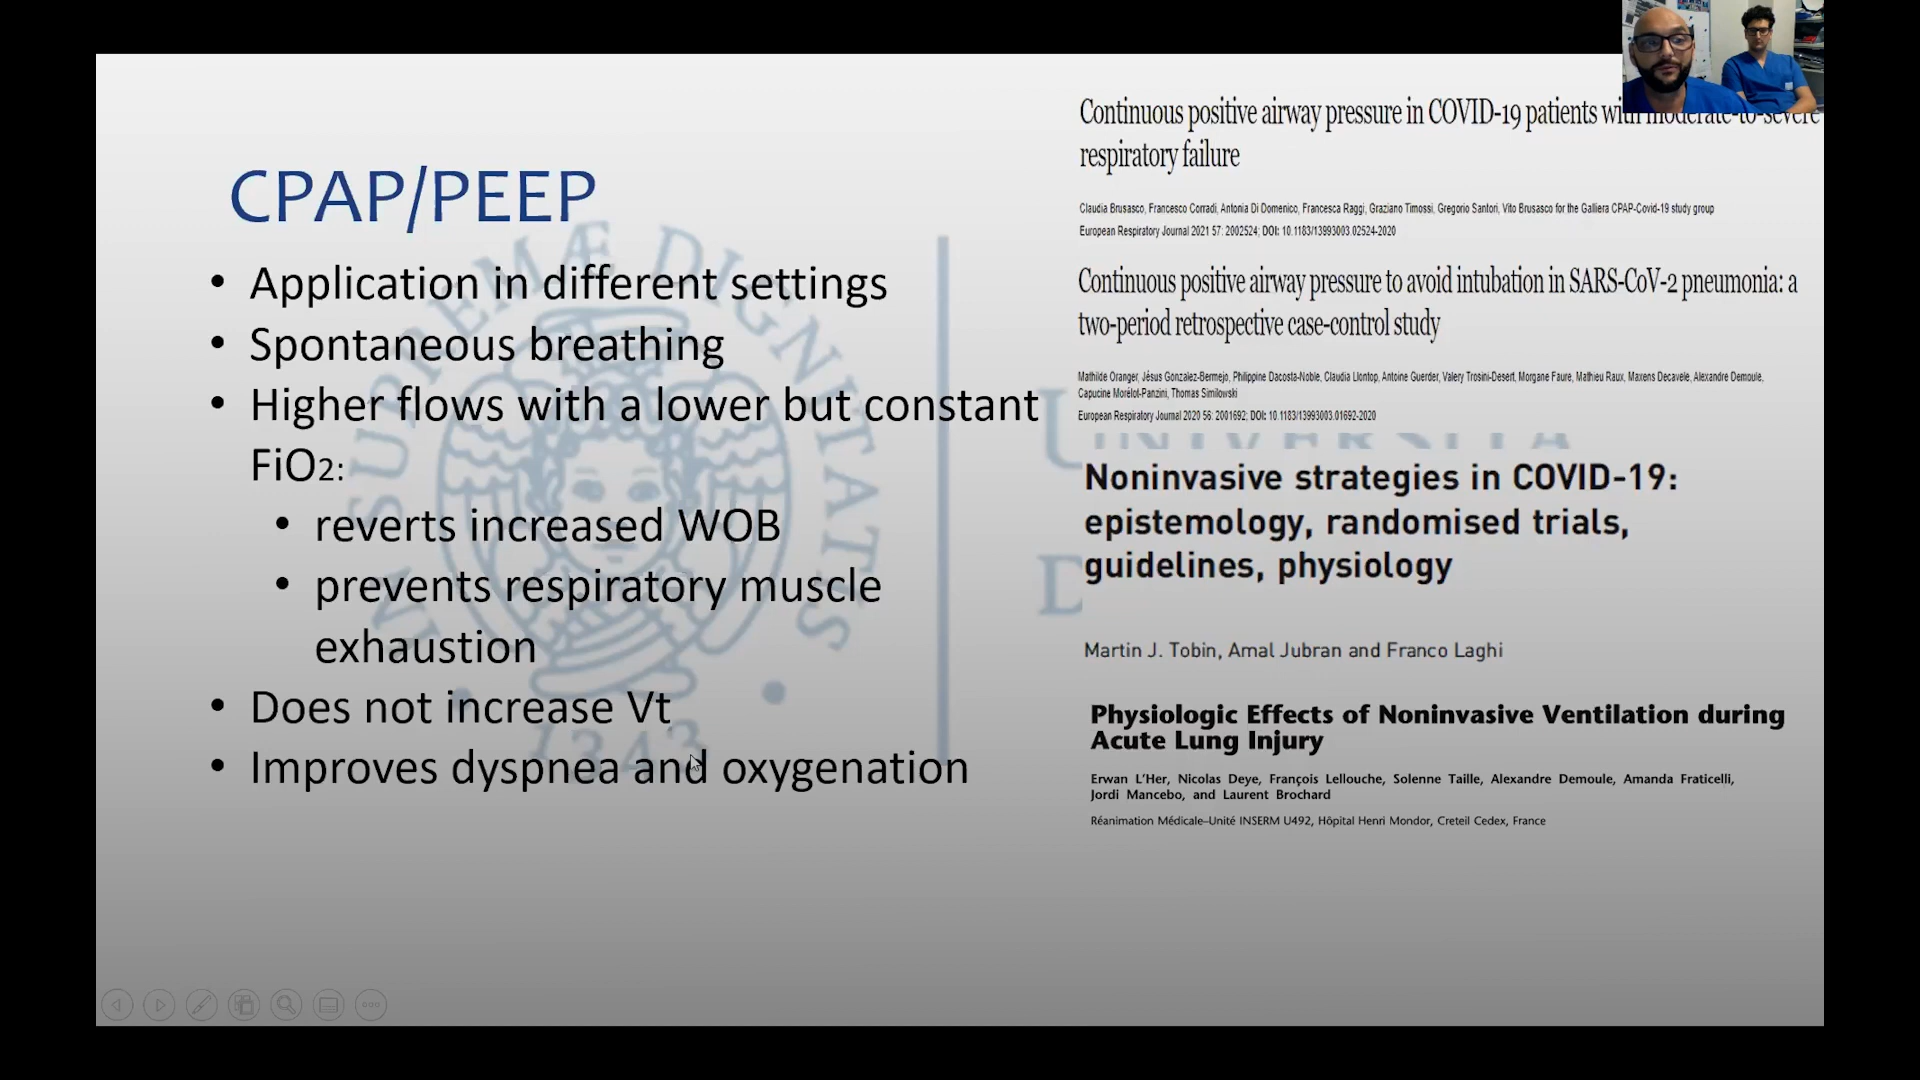 CPAP/PEEP
• Application in different settings
• Spontaneous breathing
• Higher flows with a lower but constant
FiO2:
• reverts increased WOB
• prevents respiratory muscle
exhaustion
• Does not increase Vt
• Improves dyspnea and oxygenation
Continuous positive airway pressure in COVID-19 patients with moderate-to-severe
respiratory failure
Claudia Brusasco, Francesco Corradi, Antonia Di Domenico, Francesca Raggi, Graziano Timossi, Gregorio Santori, Vito Brusasco for the Galliera CPAP-Covid-19 study group
European Respiratory Journal 2021 57: 2002524; DOI: 10.1183/13993003.02524-2020
Continuous positive airway pressure to avoid intubation in SARS-CoV-2 pneumonia: a
two-period retrospective case-control study
Mathilde Oranger, Jésus Gonzalez-Bermejo, Philippine Dacosta-Noble, Claudia Llontop, Antoine Guerder, Valery Trosini-Desert, Morgane Faure, Mathieu Raux, Maxens Decavele, Alexandre Demoule,
Capucine Morélot-Panzini, Thomas Similowski
European Respiratory Journal 2020 56: 2001692; DOI: 10.1183/13993003.01692-2020
UNIVERSITÀ
D
Noninvasive strategies in COVID-19:
epistemology, randomised trials,
guidelines, physiology
Martin J. Tobin, Amal Jubran and Franco Laghi
Physiologic Effects of Noninvasive Ventilation during
Acute Lung Injury
Erwan L'Her, Nicolas Deye, François Lellouche, Solenne Taille, Alexandre Demoule, Amanda Fraticelli,
Jordi Mancebo, and Laurent Brochard
Réanimation Médicale–Unité INSERM U492, Hôpital Henri Mondor, Creteil Cedex, France
SUPREMÆ DIGNITATIS
1343